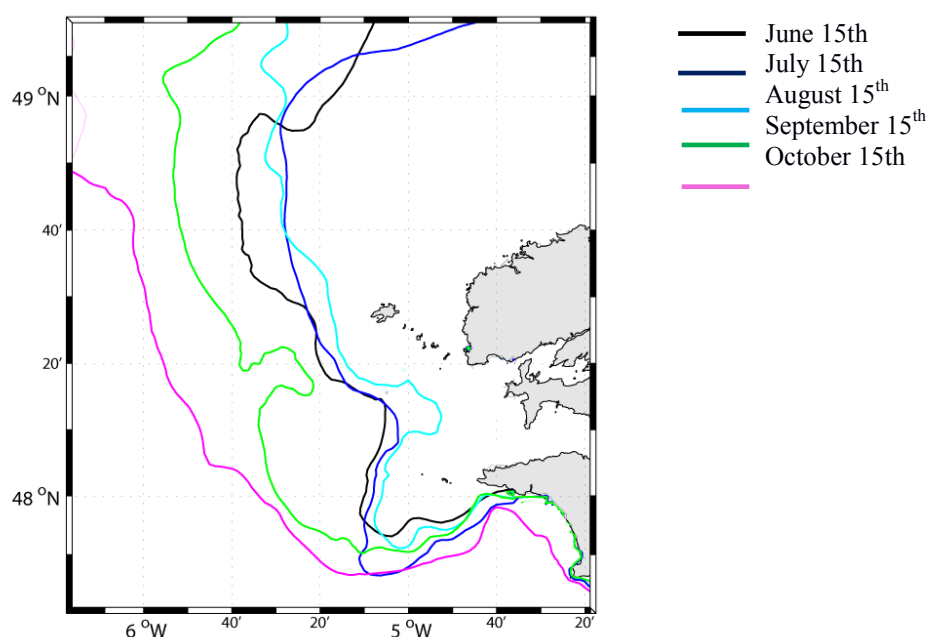 June 15th
July 15th
August 15th
September 15th
October 15th
49 °N
40'
20'
48 °N
6 °W
40'
20'
5 °W
20'